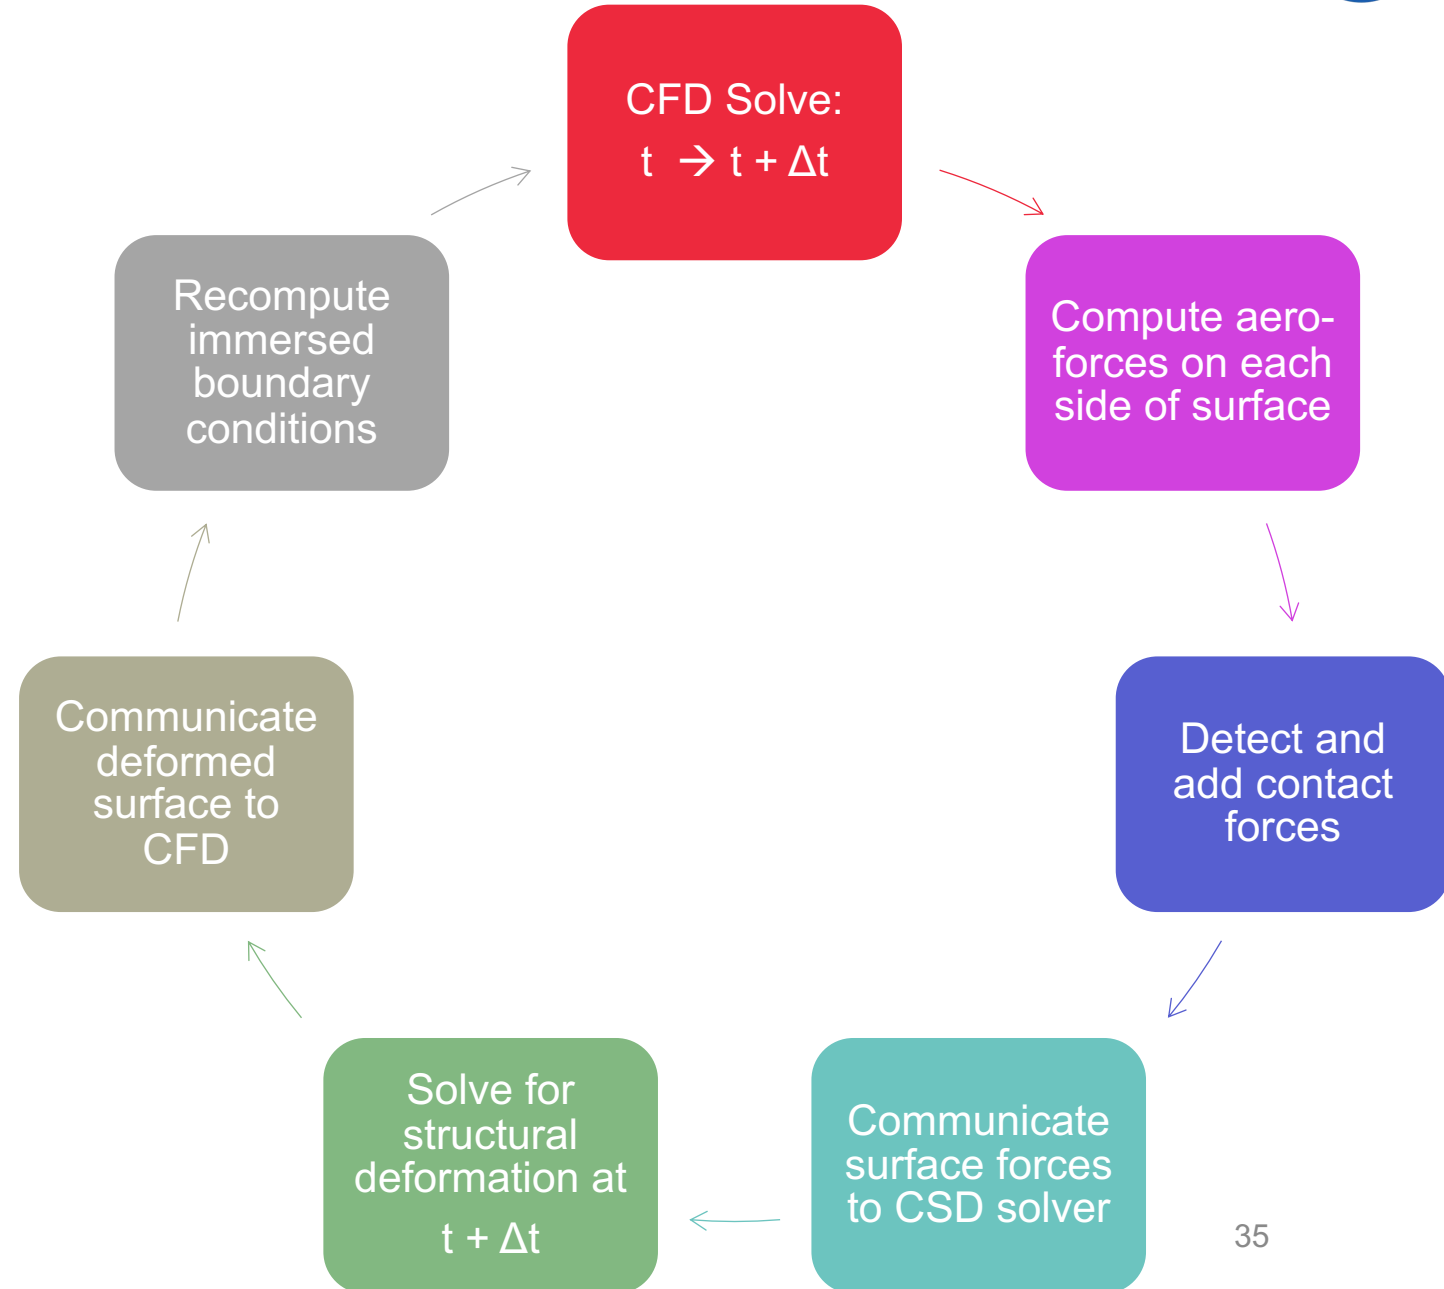 CFD Solve:
t → t + Δt
Compute aero-
forces on each
side of surface
Detect and
add contact
forces
Communicate
surface forces
to CSD solver
Solve for
structural
deformation at
t + Δt
Communicate
deformed
surface to
CFD
Recompute
immersed
boundary
conditions
35